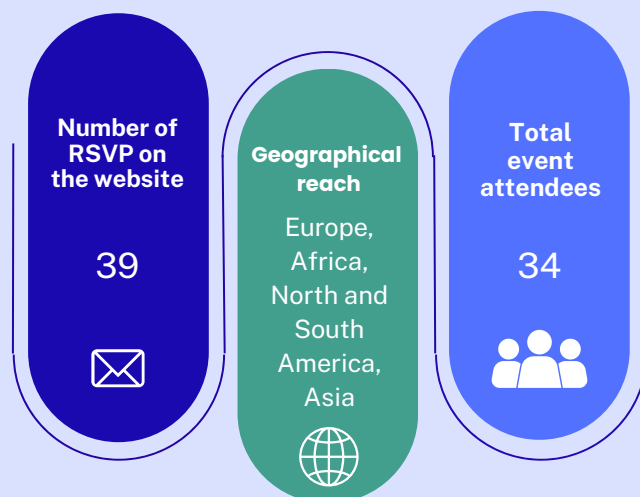 Number of
RSVP on
the website
39
Geographical
reach
Europe,
Africa,
North and
South
America,
Asia
Total
event
attendees
34